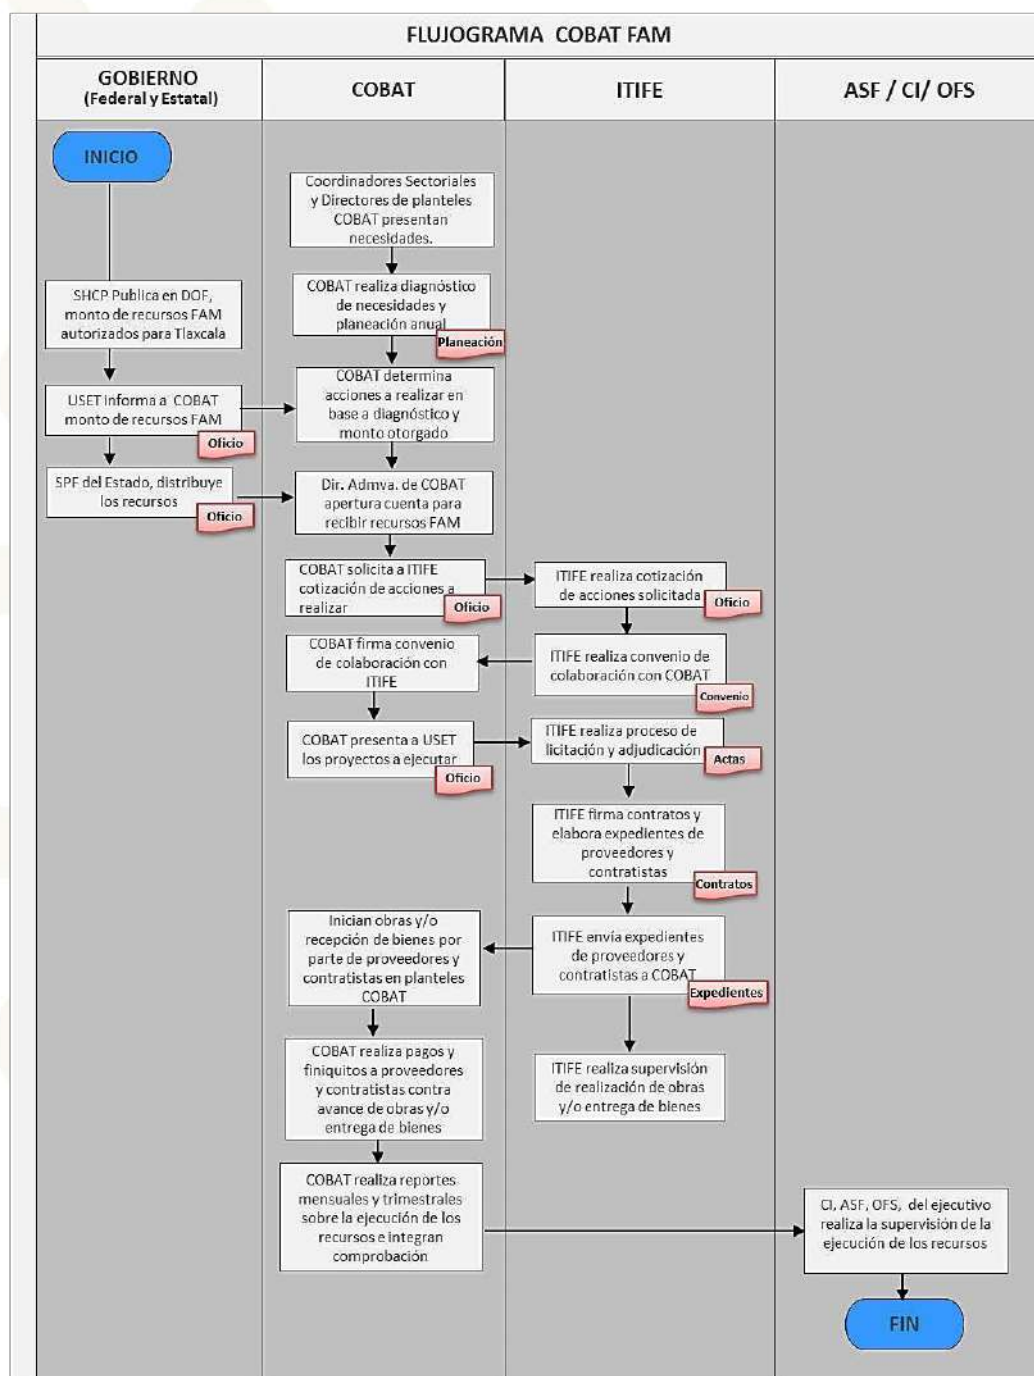 FLUJOGRAMA COBAT FAM
GOBIERNO
(Federal y Estatal)
COBAT
ITIFE
ASF / CI/ OFS
INICIO
Coordinadores Sectoriales
y Directores de planteles
COBAT presentan
necesidades.
SHCP Publica en DOF,
monto de recursos FAM
autorizados para Tlaxcala
COBAT realiza diagnóstico
de necesidades y
planeación anual
Planeación
USET informa a COBAT
monto de recursos FAM
Oficio
COBAT determina
acciones a realizar en
base a diagnóstico y
monto otorgado
SPF del Estado, distribuye
los recursos
Oficio
Dir. Admva. de COBAT
apertura cuenta para
recibir recursos FAM
COBAT solicita a ITIFE
cotización de acciones a
realizar
Oficio
ITIFE realiza cotización
de acciones solicitada
Oficio
COBAT firma convenio
de colaboración con
ITIFE
ITIFE realiza convenio de
colaboración con COBAT
Convenio
COBAT presenta a USET
los proyectos a ejecutar
Oficio
ITIFE realiza proceso de
licitación y adjudicación
Actas
ITIFE firma contratos y
elabora expedientes de
proveedores y
contratistas
Contratos
Inician obras y/o
recepción de bienes por
parte de proveedores y
contratistas en planteles
COBAT
ITIFE envía expedientes
de proveedores y
contratistas a COBAT
Expedientes
COBAT realiza pagos y
finiquitos a proveedores
y contratistas contra
avance de obras y/o
entrega de bienes
ITIFE realiza supervisión
de realización de obras
y/o entrega de bienes
COBAT realiza reportes
mensuales y trimestrales
sobre la ejecución de los
recursos e integran
comprobación
CI, ASF, OFS, del ejecutivo
realiza la supervisión de la
ejecución de los recursos
FIN